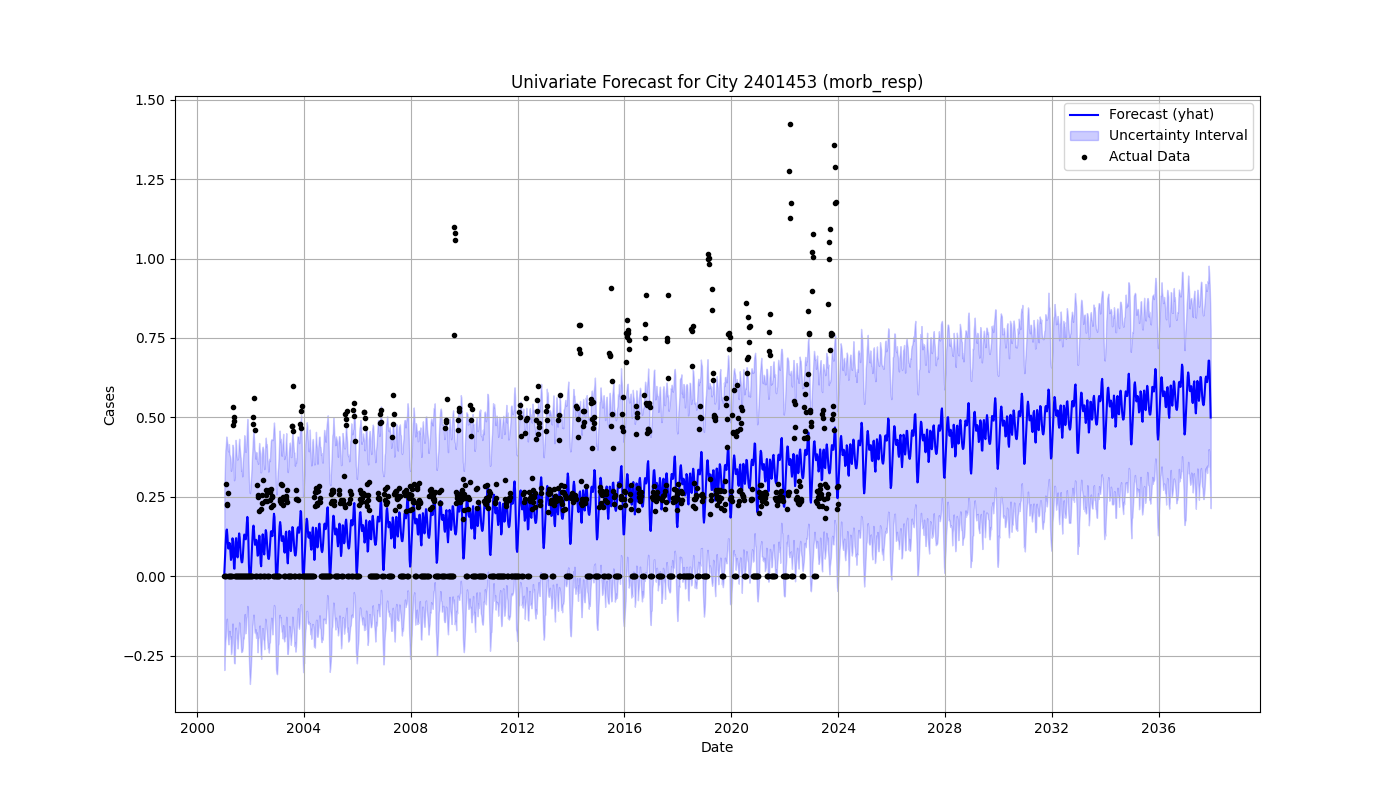 Univariate Forecast for City 2401453 (morb_resp)
1.50
1.25
1.00
0.75
0.50
0.25
0.00
−0.25
Cases
Forecast (yhat)
Uncertainty Interval
Actual Data
2000 2004 2008 2012 2016 2020 2024 2028 2032 2036
Date